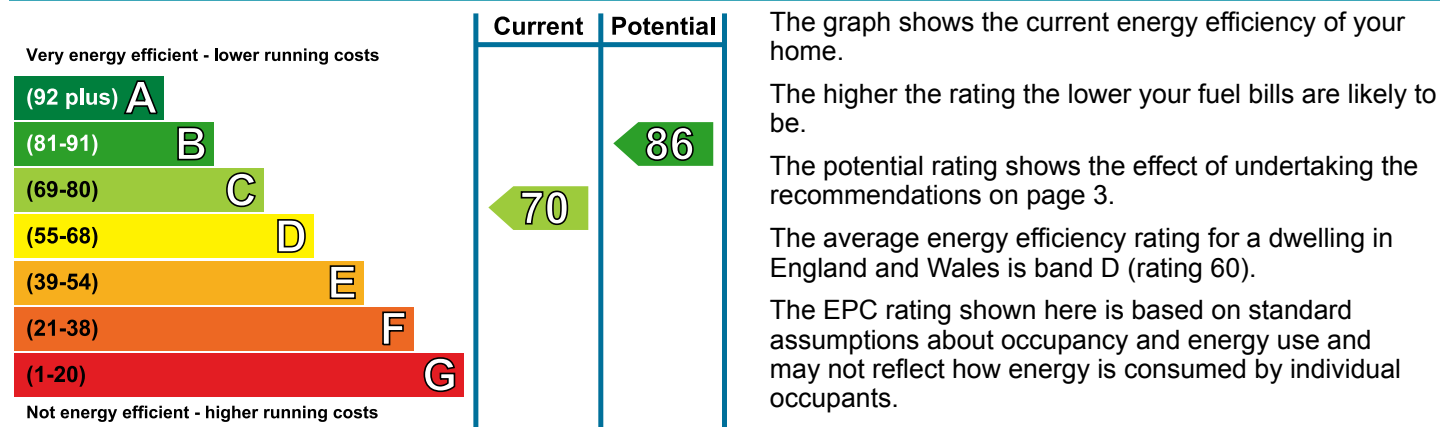 Current Potential
Very energy efficient - lower running costs
(92 plus) A
(81-91) B
86
(69-80) C
70
(55-68) D
(39-54) E
(21-38) F
(1-20) G
Not energy efficient - higher running costs
The graph shows the current energy efficiency of your
home.
The higher the rating the lower your fuel bills are likely to
be.
The potential rating shows the effect of undertaking the
recommendations on page 3.
The average energy efficiency rating for a dwelling in
England and Wales is band D (rating 60).
The EPC rating shown here is based on standard
assumptions about occupancy and energy use and
may not reflect how energy is consumed by individual
occupants.